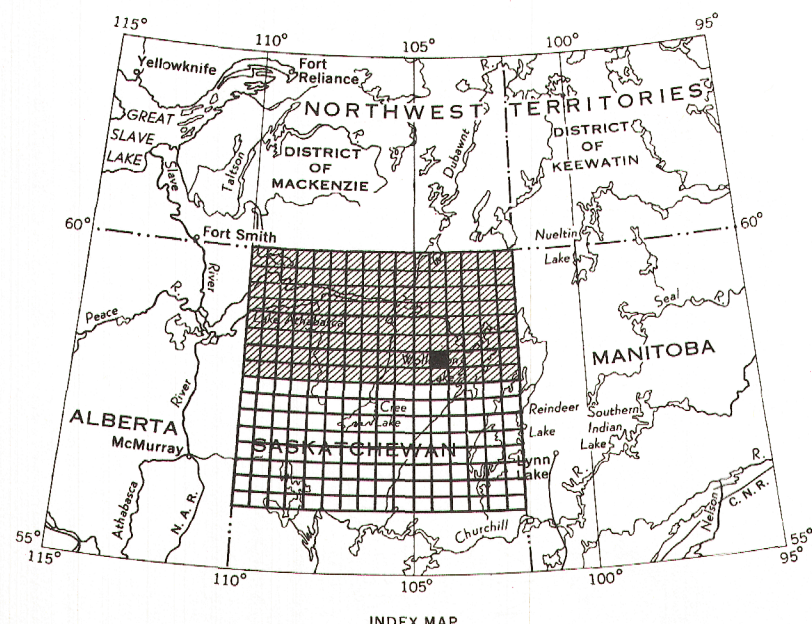 115°
110°
105°
100°
95°
Yellowknife
Fort
Reliance
R.
NORTHWEST TERRITORIES
GREAT
SLAVE
LAKE
Slave
Taltson
DISTRICT
OF
MACKENZIE
Dubawnt
DISTRICT
OF
KEEWATIN
60°
Fort Smith
Nueltin
Lake
60°
River
R.
Peace
Lake Athabasca
Seal R.
Wollaston
Lake
MANITOBA
River
Cree
Lake
Reindeer
Lake
Southern
Indian
Lake
ALBERTA
McMurray
SASKATCHEWAN
Lynn
Lake
M.R.
R.
Athabasca
N.A.R.
Nelson
C.N.R.
Churchill
55°
115°
110°
105°
100°
55°
95°
INDEX MAP